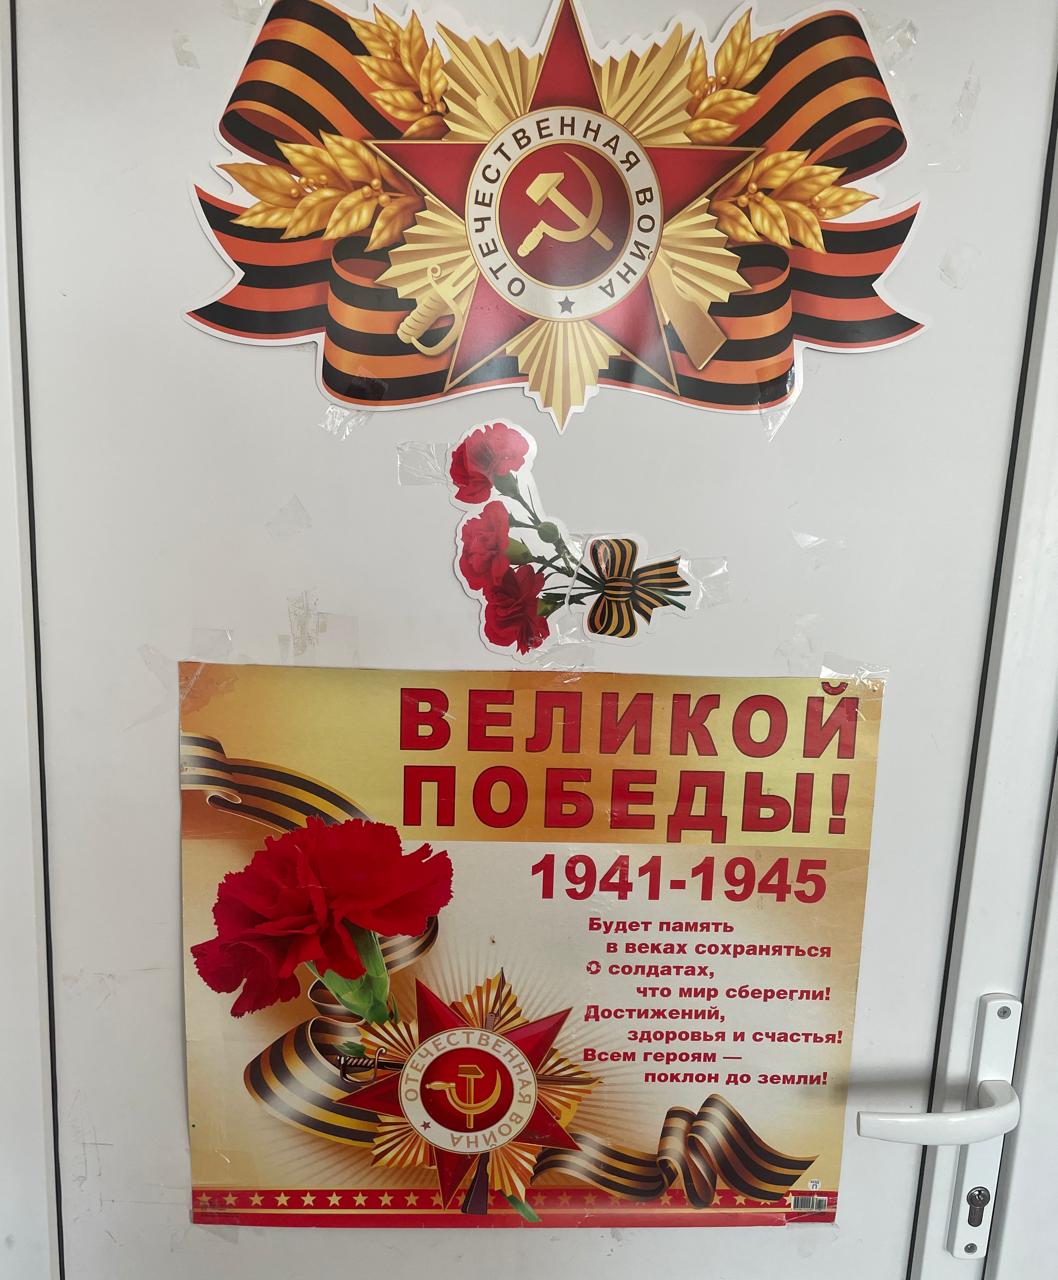 ОТЕЧЕСТВЕННАЯ ВОЙНА
ВЕЛИКОЙ
ПОБЕДЫ!
1941-1945
Будет память
в веках сохраняться
О солдатах,
что мир сберегли!
Достижений,
здоровья и счастья!
Всем героям —
поклон до земли!
ОТЕЧЕСТВЕННАЯ ВОЙНА